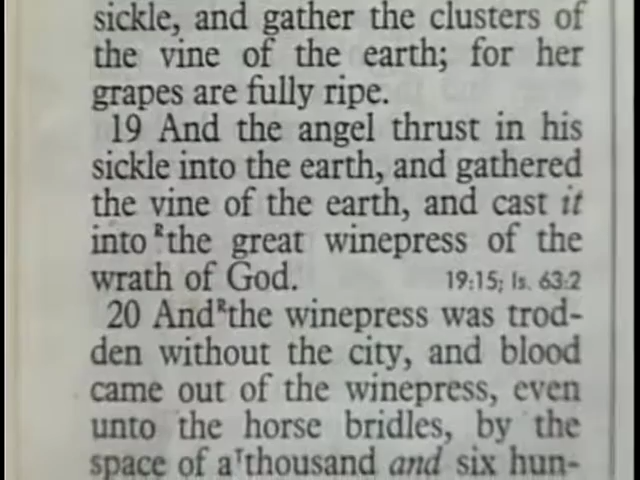 sickle, and gather the clusters of
the vine of the earth; for her
grapes are fully ripe.
19 And the angel thrust in his
sickle into the earth, and gathered
the vine of the earth, and cast it
into ᴿthe great winepress of the
wrath of God. 19:15; Is. 63:2
20 Andᴿthe winepress was trod-
den without the city, and blood
came out of the winepress, even
unto the horse bridles, by the
space of aᵀthousand and six hun-